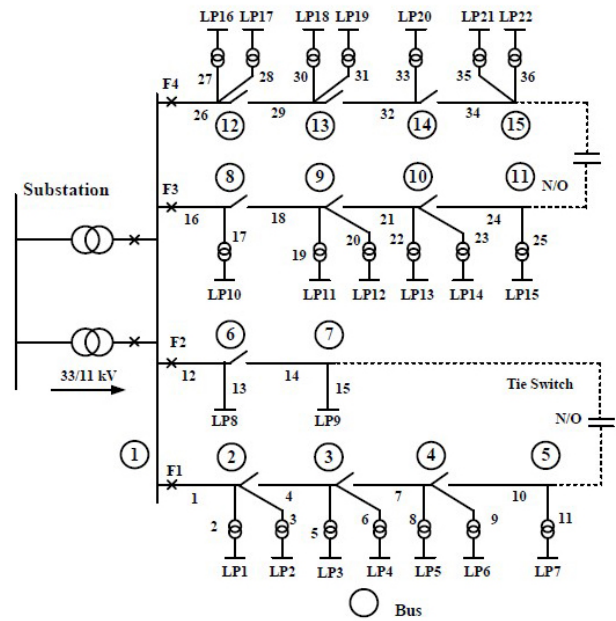 LP16 LP17 LP18 LP19 LP20 LP21 LP22
27 28 30 31 33 35 36
F4
26 29 32 34
12 13 14 15
8 9 10 11
Substation
F3
N/O
16 18 21 24
17 19 20 22 23 25
LP10 LP11 LP12 LP13 LP14 LP15
6 7
F2
12 14
33/11 kV
13 15
Tie Switch
LP8 LP9
N/O
1 2 3 4 5
F1
1 4 7 10
2 3 5 6 8 9 11
LP1 LP2 LP3 LP4 LP5 LP6 LP7
Bus